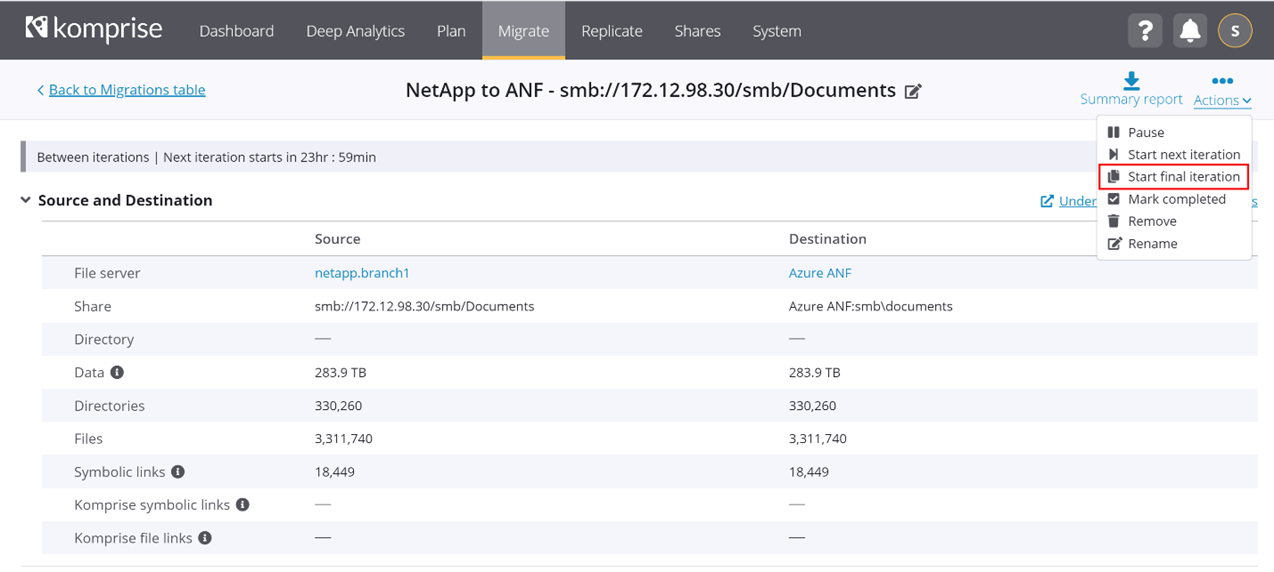 komprise Dashboard Deep Analytics Plan Migrate Replicate Shares System ? S
Back to Migrations table NetApp to ANF - smb://172.12.98.30/smb/Documents Summary report Actions
Pause
Between iterations | Next iteration starts in 23hr : 59min Start next iteration
Start final iteration
Source and Destination Under s Mark completed
Remove
Source Destination Rename
File server netapp.branch1 Azure ANF
Share smb://172.12.98.30/smb/Documents Azure ANF:smb\documents
Directory — —
Data i 283.9 TB 283.9 TB
Directories 330,260 330,260
Files 3,311,740 3,311,740
Symbolic links i 18,449 18,449
Komprise symbolic links i — —
Komprise file links i — —